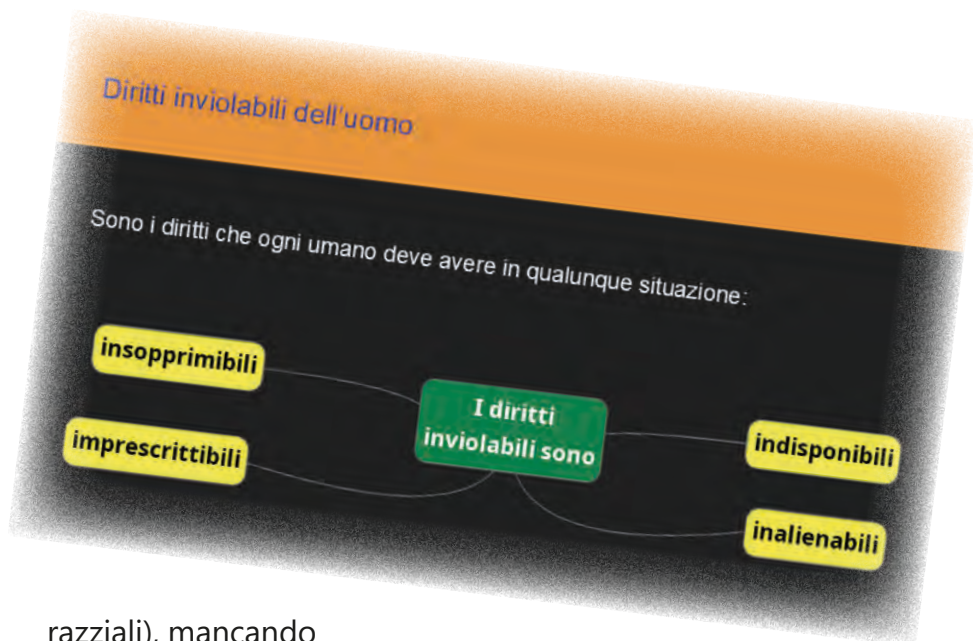 Diritti inviolabili dell'uomo
Sono i diritti che ogni umano deve avere in qualunque situazione:
insopprimibili
imprescrittibili
I diritti
inviolabili sono
indisponibili
inalienabili
razziali), mancando